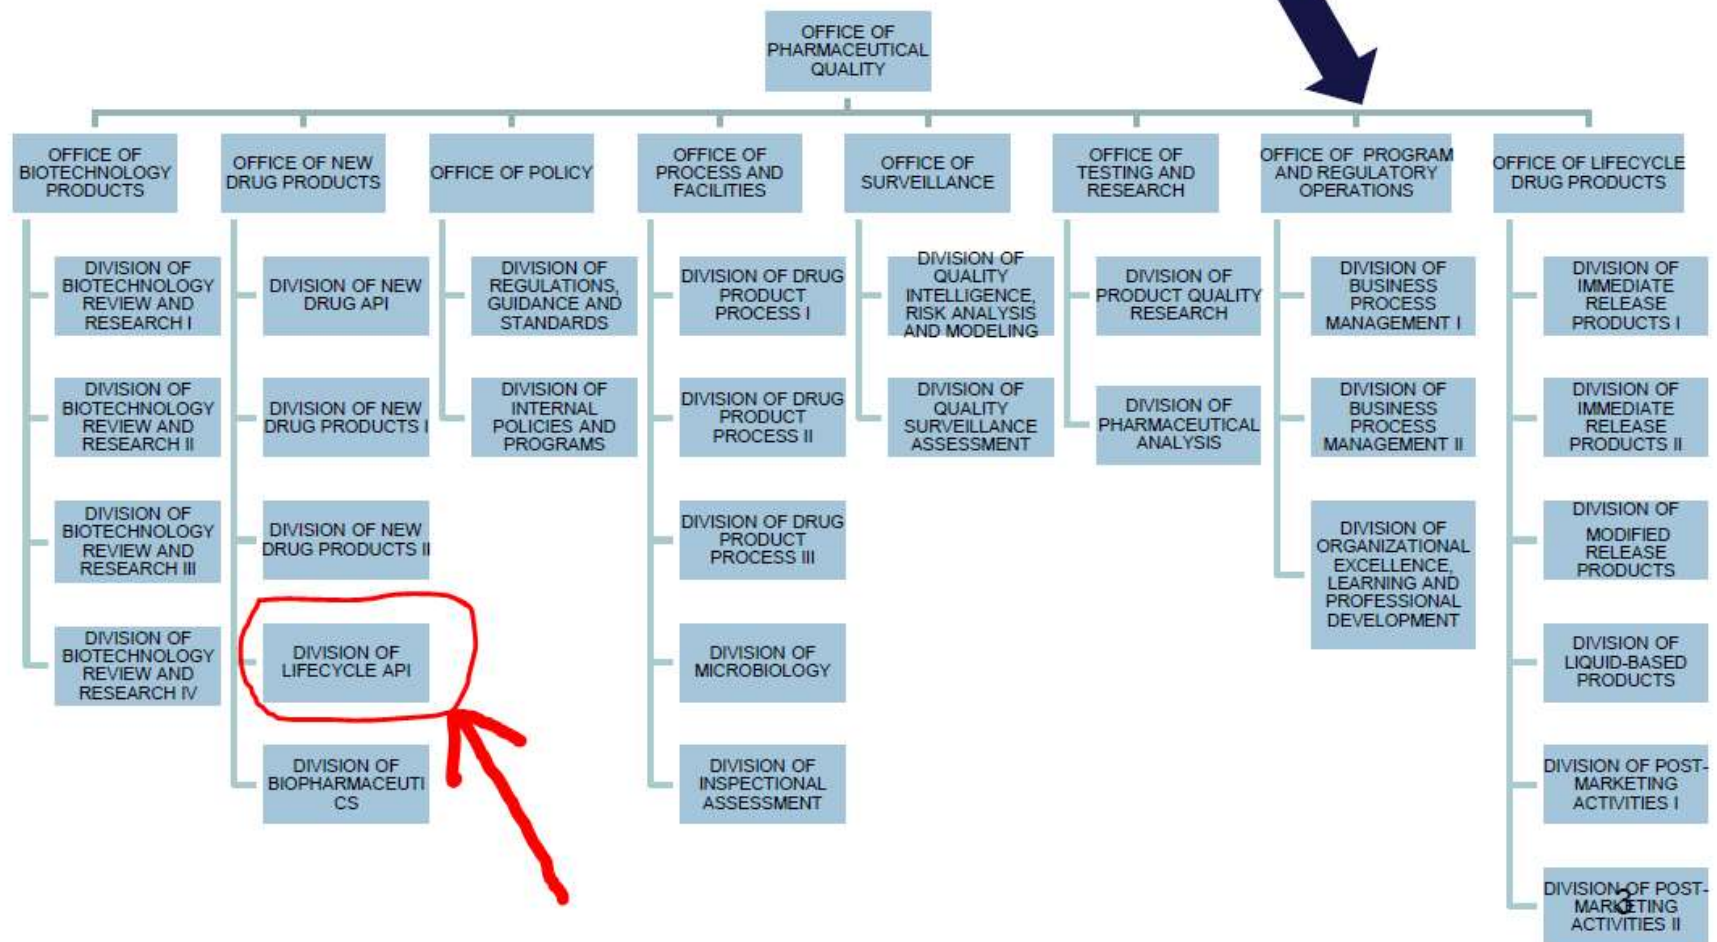 OFFICE OF
PHARMACEUTICAL
QUALITY
OFFICE OF
BIOTECHNOLOGY
PRODUCTS
DIVISION OF
BIOTECHNOLOGY
REVIEW AND
RESEARCH I
DIVISION OF
BIOTECHNOLOGY
REVIEW AND
RESEARCH II
DIVISION OF
BIOTECHNOLOGY
REVIEW AND
RESEARCH III
DIVISION OF
BIOTECHNOLOGY
REVIEW AND
RESEARCH IV
OFFICE OF NEW
DRUG PRODUCTS
DIVISION OF NEW
DRUG API
DIVISION OF NEW
DRUG PRODUCTS I
DIVISION OF NEW
DRUG PRODUCTS II
DIVISION OF
LIFECYCLE API
DIVISION OF
BIOPHARMACEUTI
CS
OFFICE OF POLICY
DIVISION OF
REGULATIONS,
GUIDANCE AND
STANDARDS
DIVISION OF
INTERNAL
POLICIES AND
PROGRAMS
OFFICE OF
PROCESS AND
FACILITIES
DIVISION OF DRUG
PRODUCT
PROCESS I
DIVISION OF DRUG
PRODUCT
PROCESS II
DIVISION OF DRUG
PRODUCT
PROCESS III
DIVISION OF
MICROBIOLOGY
DIVISION OF
INSPECTIONAL
ASSESSMENT
OFFICE OF
SURVEILLANCE
DIVISION OF
QUALITY
INTELLIGENCE,
RISK ANALYSIS
AND MODELING
DIVISION OF
QUALITY
SURVEILLANCE
ASSESSMENT
OFFICE OF
TESTING AND
RESEARCH
DIVISION OF
PRODUCT QUALITY
RESEARCH
DIVISION OF
PHARMACEUTICAL
ANALYSIS
OFFICE OF PROGRAM
AND REGULATORY
OPERATIONS
DIVISION OF
BUSINESS
PROCESS
MANAGEMENT I
DIVISION OF
BUSINESS
PROCESS
MANAGEMENT II
DIVISION OF
ORGANIZATIONAL
EXCELLENCE,
LEARNING AND
PROFESSIONAL
DEVELOPMENT
OFFICE OF LIFECYCLE
DRUG PRODUCTS
DIVISION OF
IMMEDIATE
RELEASE
PRODUCTS I
DIVISION OF
IMMEDIATE
RELEASE
PRODUCTS II
DIVISION OF
MODIFIED
RELEASE
PRODUCTS
DIVISION OF
LIQUID-BASED
PRODUCTS
DIVISION OF POST-
MARKETING
ACTIVITIES I
DIVISION OF POST-
MARKETING
ACTIVITIES II
3